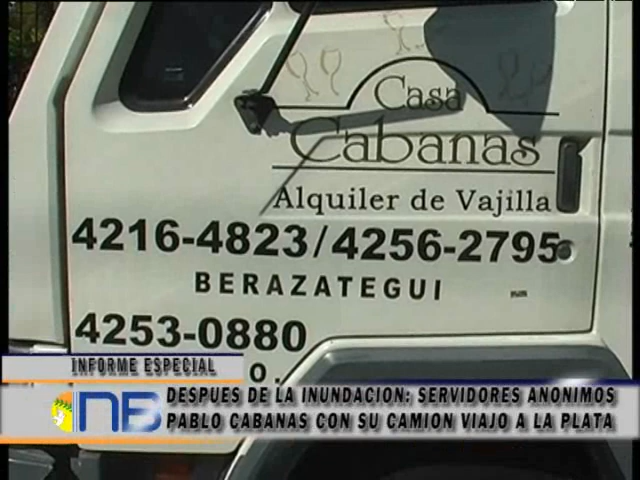 Casa
Cabanas
Alquiler de Vajilla
4216-4823/4256-2795
BERAZATEGUI
4253-0880
O.
INFORME ESPECIAL
INB
DESPUES DE LA INUNDACION: SERVIDORES ANONIMOS
PABLO CABANAS CON SU CAMION VIAJO A LA PLATA